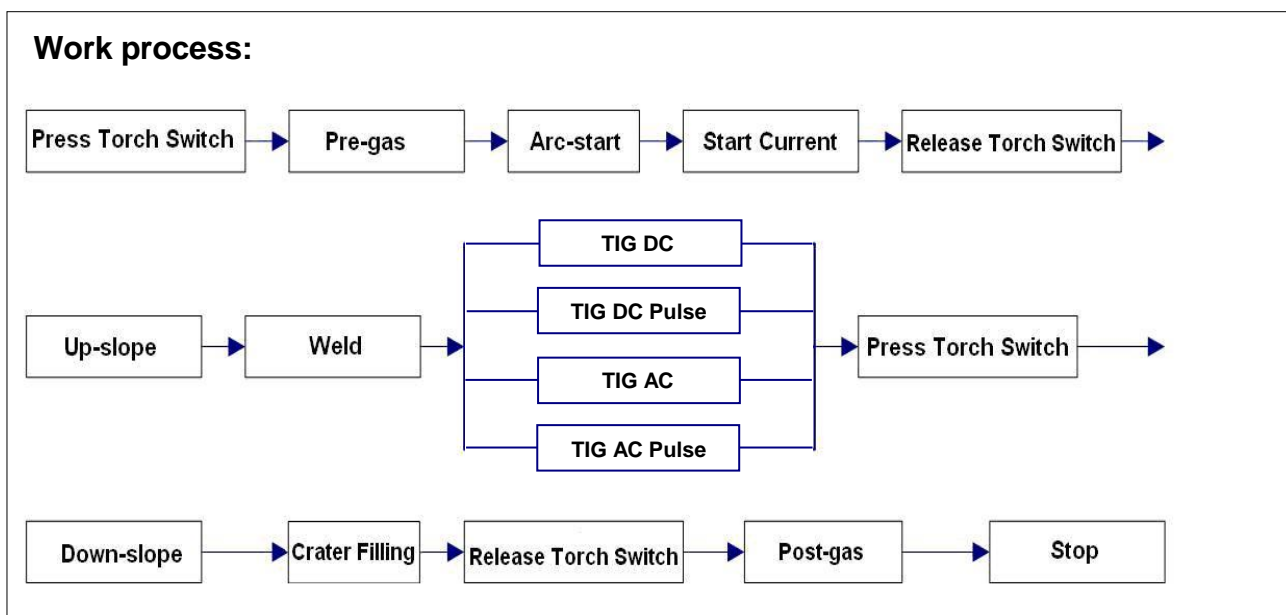 Work process:
Press Torch Switch
Pre-gas
Arc-start
Start Current
Release Torch Switch
Up-slope
Weld
TIG DC
TIG DC Pulse
TIG AC
TIG AC Pulse
Press Torch Switch
Down-slope
Crater Filling
Release Torch Switch
Post-gas
Stop